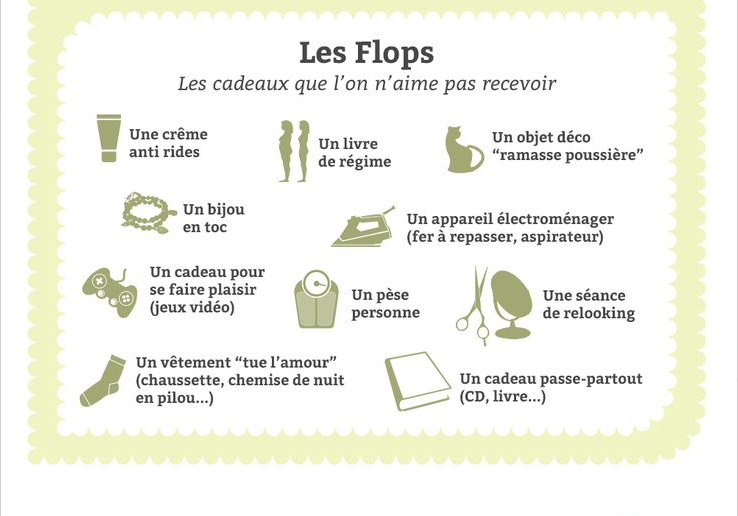 Les Flops
Les cadeaux que l’on n’aime pas recevoir
Une crême
anti rides
Un livre
de régime
Un objet déco
“ramasse poussière”
Un bijou
en toc
Un appareil électroménager
(fer à repasser, aspirateur)
Un cadeau pour
se faire plaisir
(jeux vidéo)
Un pèse
personne
Une séance
de relooking
Un vêtement “tue l’amour”
(chaussette, chemise de nuit
en pilou...)
Un cadeau passe-partout
(CD, livre...)